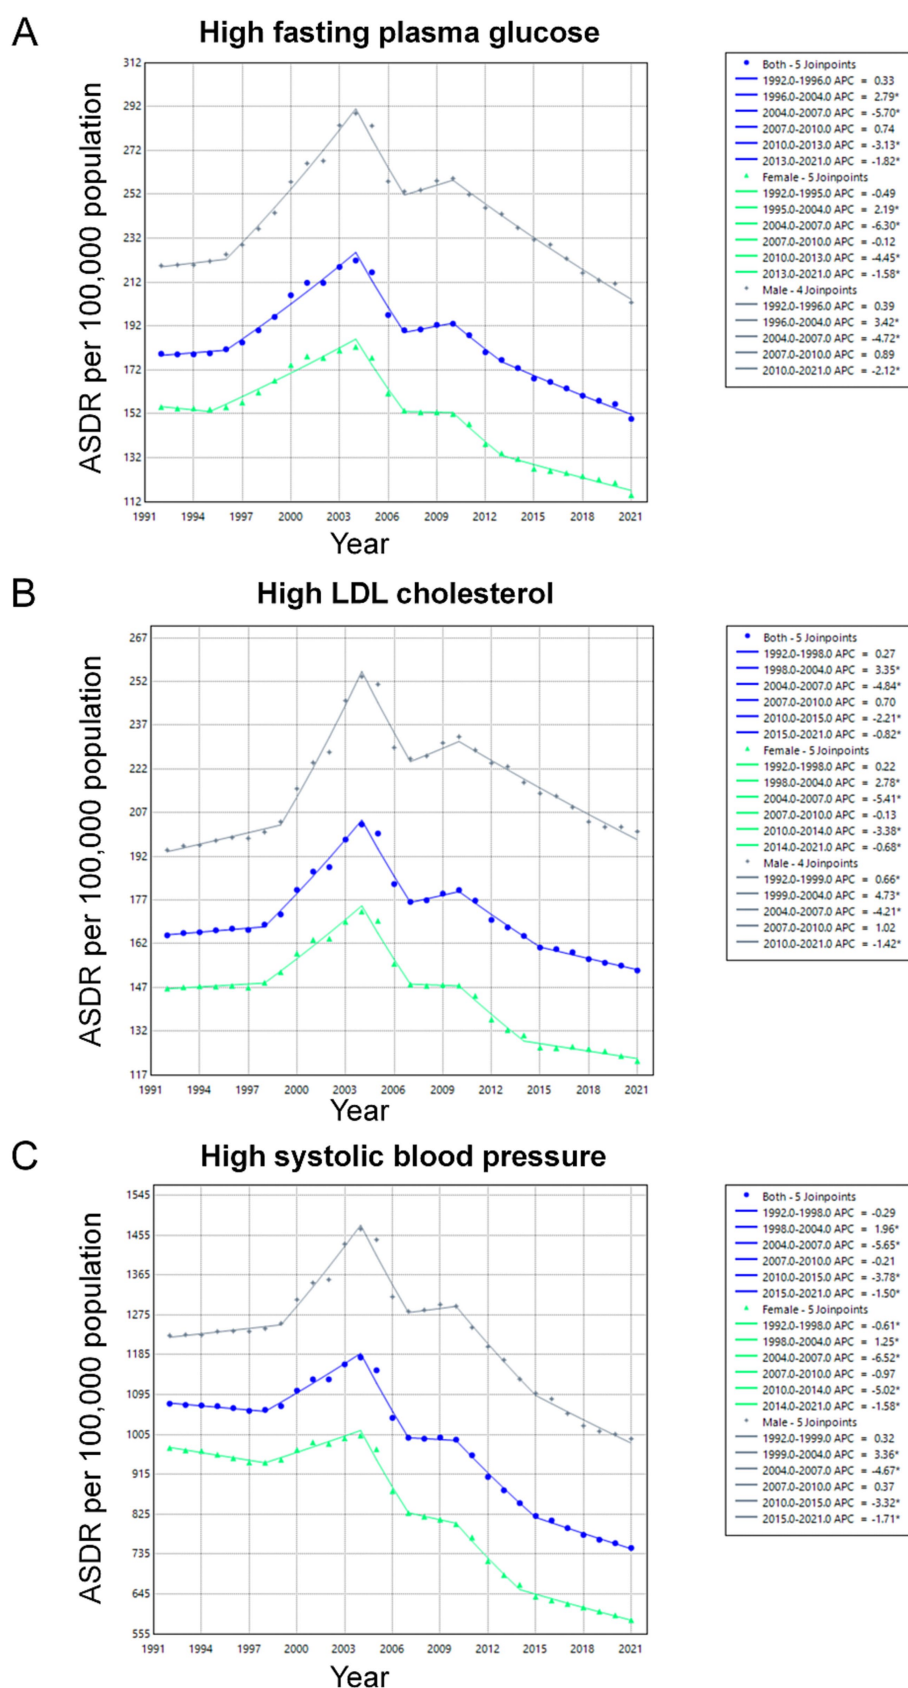 A
High fasting plasma glucose
ASDR per 100,000 population
312
292
272
252
232
212
192
172
152
132
112
1991 1994 1997 2000 2003 2006 2009 2012 2015 2018 2021
Year
Both - 5 Joinpoints
1992.0-1996.0 APC = 0.33
1996.0-2004.0 APC = 2.79*
2004.0-2007.0 APC = -5.70*
2007.0-2010.0 APC = 0.74
2010.0-2013.0 APC = -3.13*
2013.0-2021.0 APC = -1.82*
Female - 5 Joinpoints
1992.0-1995.0 APC = -0.49
1995.0-2004.0 APC = 2.19*
2004.0-2007.0 APC = -6.30*
2007.0-2010.0 APC = -0.12
2010.0-2013.0 APC = -4.45*
2013.0-2021.0 APC = -1.58*
Male - 4 Joinpoints
1992.0-1996.0 APC = 0.39
1996.0-2004.0 APC = 3.42*
2004.0-2007.0 APC = -4.72*
2007.0-2010.0 APC = 0.89
2010.0-2021.0 APC = -2.12*
B
High LDL cholesterol
ASDR per 100,000 population
267
252
237
222
207
192
177
162
147
132
117
1991 1994 1997 2000 2003 2006 2009 2012 2015 2018 2021
Year
Both - 5 Joinpoints
1992.0-1998.0 APC = 0.27
1998.0-2004.0 APC = 3.35*
2004.0-2007.0 APC = -4.84*
2007.0-2010.0 APC = 0.70
2010.0-2015.0 APC = -2.21*
2015.0-2021.0 APC = -0.82*
Female - 5 Joinpoints
1992.0-1998.0 APC = 0.22
1998.0-2004.0 APC = 2.78*
2004.0-2007.0 APC = -5.41*
2007.0-2010.0 APC = -0.13
2010.0-2014.0 APC = -3.38*
2014.0-2021.0 APC = -0.68*
Male - 4 Joinpoints
1992.0-1999.0 APC = 0.66*
1999.0-2004.0 APC = 4.73*
2004.0-2007.0 APC = -4.21*
2007.0-2010.0 APC = 1.02
2010.0-2021.0 APC = -1.42*
C
High systolic blood pressure
ASDR per 100,000 population
1545
1455
1365
1275
1185
1095
1005
915
825
735
645
555
1991 1994 1997 2000 2003 2006 2009 2012 2015 2018 2021
Year
Both - 5 Joinpoints
1992.0-1998.0 APC = -0.29
1998.0-2004.0 APC = 1.96*
2004.0-2007.0 APC = -5.65*
2007.0-2010.0 APC = -0.21
2010.0-2015.0 APC = -3.78*
2015.0-2021.0 APC = -1.50*
Female - 5 Joinpoints
1992.0-1998.0 APC = -0.61*
1998.0-2004.0 APC = 1.25*
2004.0-2007.0 APC = -6.52*
2007.0-2010.0 APC = -0.97
2010.0-2014.0 APC = -5.02*
2014.0-2021.0 APC = -1.58*
Male - 5 Joinpoints
1992.0-1999.0 APC = 0.32
1999.0-2004.0 APC = 3.36*
2004.0-2007.0 APC = -4.67*
2007.0-2010.0 APC = 0.37
2010.0-2015.0 APC = -3.32*
2015.0-2021.0 APC = -1.71*